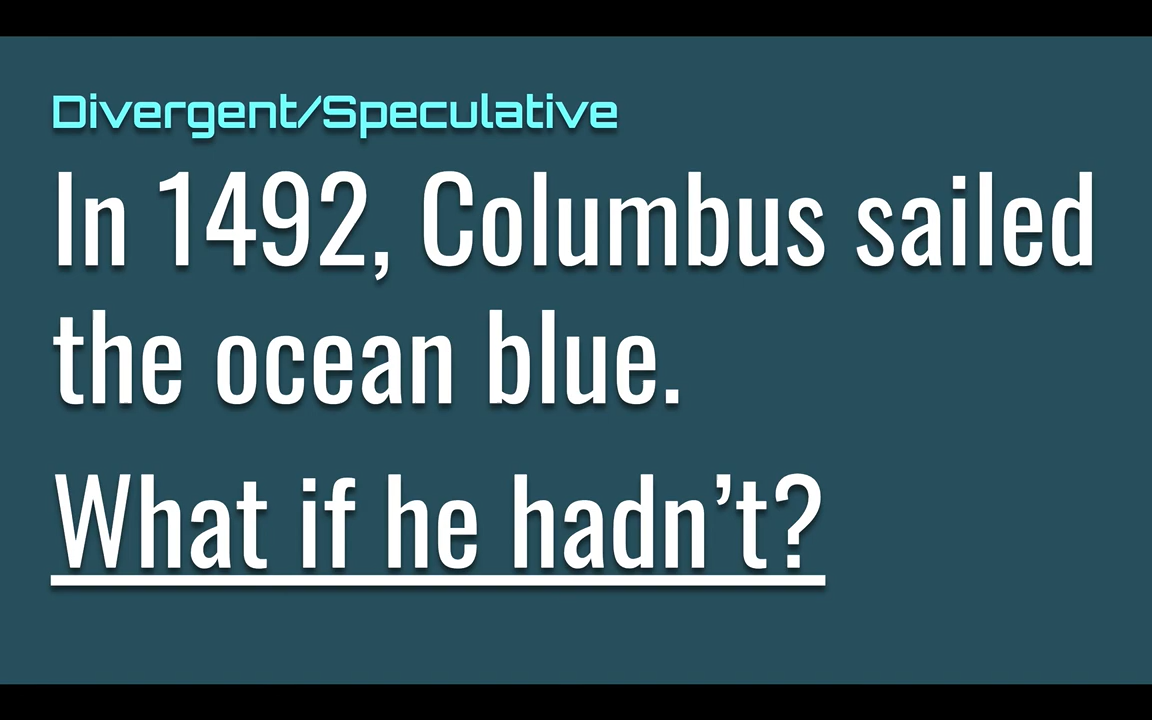 Divergent/Speculative
In 1492, Columbus sailed
the ocean blue.
What if he hadn’t?